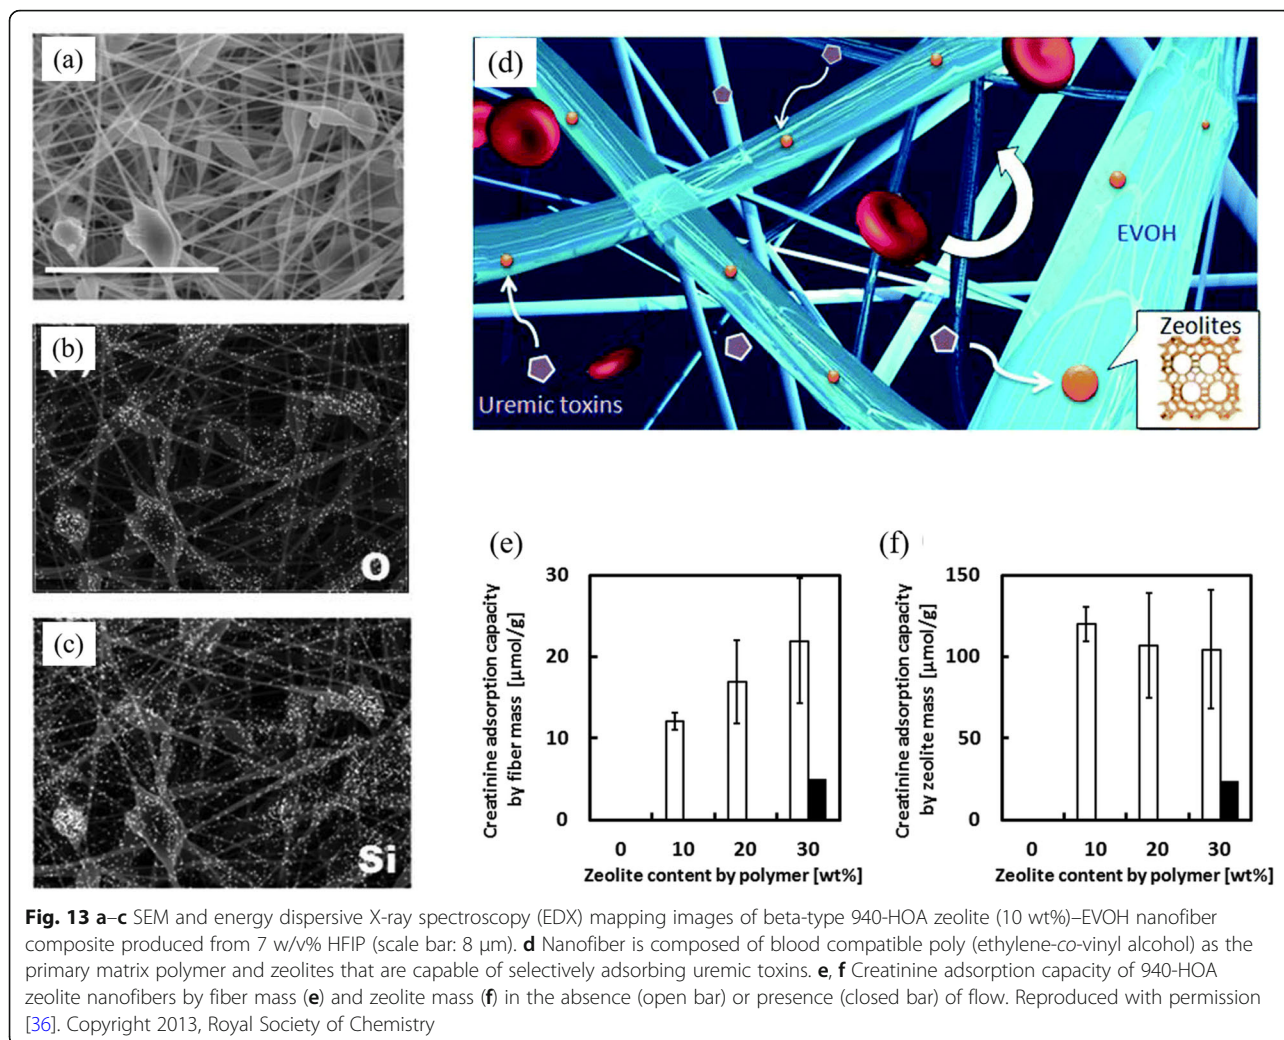 (a)
(b)
O
(c)
Si
(d)
EVOH
Zeolites
Uremic toxins
(e)
Creatinine adsorption capacity
by fiber mass [µmol/g]
30
20
10
0
0 10 20 30
Zeolite content by polymer [wt%]
(f)
Creatinine adsorption capacity
by zeolite mass [µmol/g]
150
100
50
0
0 10 20 30
Zeolite content by polymer [wt%]
Fig. 13 a–c SEM and energy dispersive X-ray spectroscopy (EDX) mapping images of beta-type 940-HOA zeolite (10 wt%)–EVOH nanofiber
composite produced from 7 w/v% HFIP (scale bar: 8 µm). d Nanofiber is composed of blood compatible poly (ethylene-co-vinyl alcohol) as the
primary matrix polymer and zeolites that are capable of selectively adsorbing uremic toxins. e, f Creatinine adsorption capacity of 940-HOA
zeolite nanofibers by fiber mass (e) and zeolite mass (f) in the absence (open bar) or presence (closed bar) of flow. Reproduced with permission
[36]. Copyright 2013, Royal Society of Chemistry